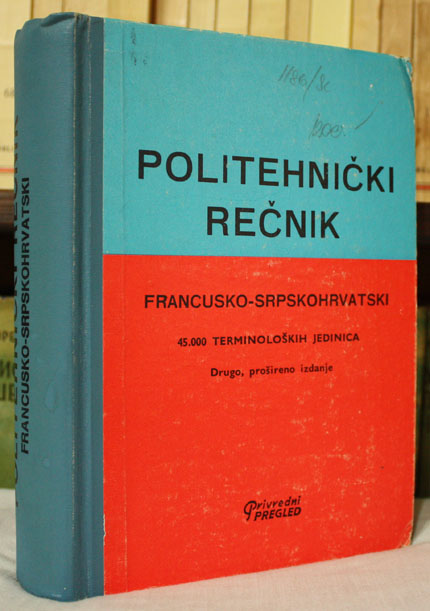 POLITEHNIČKI
REČNIK
FRANCUSKO-SRPSKOHRVATSKI
45.000 TERMINOLOŠKIH JEDINICA
Drugo, prošireno izdanje
Privredni
PREGLED
FRANCUSKO-SRPSKOHRVATSKI